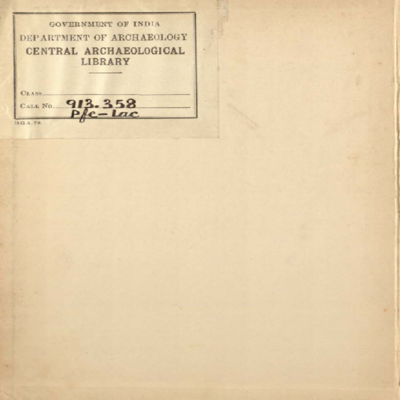 GOVERNMENT OF INDIA
DEPARTMENT OF ARCHAEOLOGY
CENTRAL ARCHAEOLOGICAL
LIBRARY
CLASS
CALL No. 913.358
Pfc-Lac